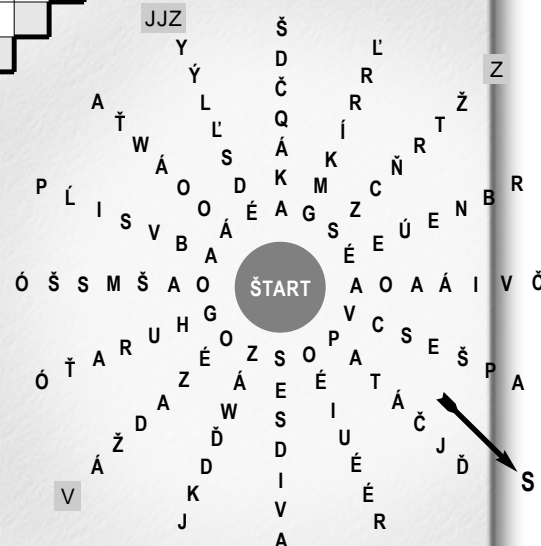 JJZ
Z
ŠTART
A K Á Q Č D Š
G M K Í R R Ľ
S Z C Ň R T Ž
É E Ú E N B R
A O A Á I V Č
V C S E Š P A
P A T Á Č J Ď
O É I U É É R
S E S D I V A
Z Á W Ď D K J
O É Z A D Ž Á
G H U R A Ť Ó
O A Š M S Š Ó
A B V S I Ĺ P
Á O O Á W Ť A
É D S Ľ L Ý Y
V
S